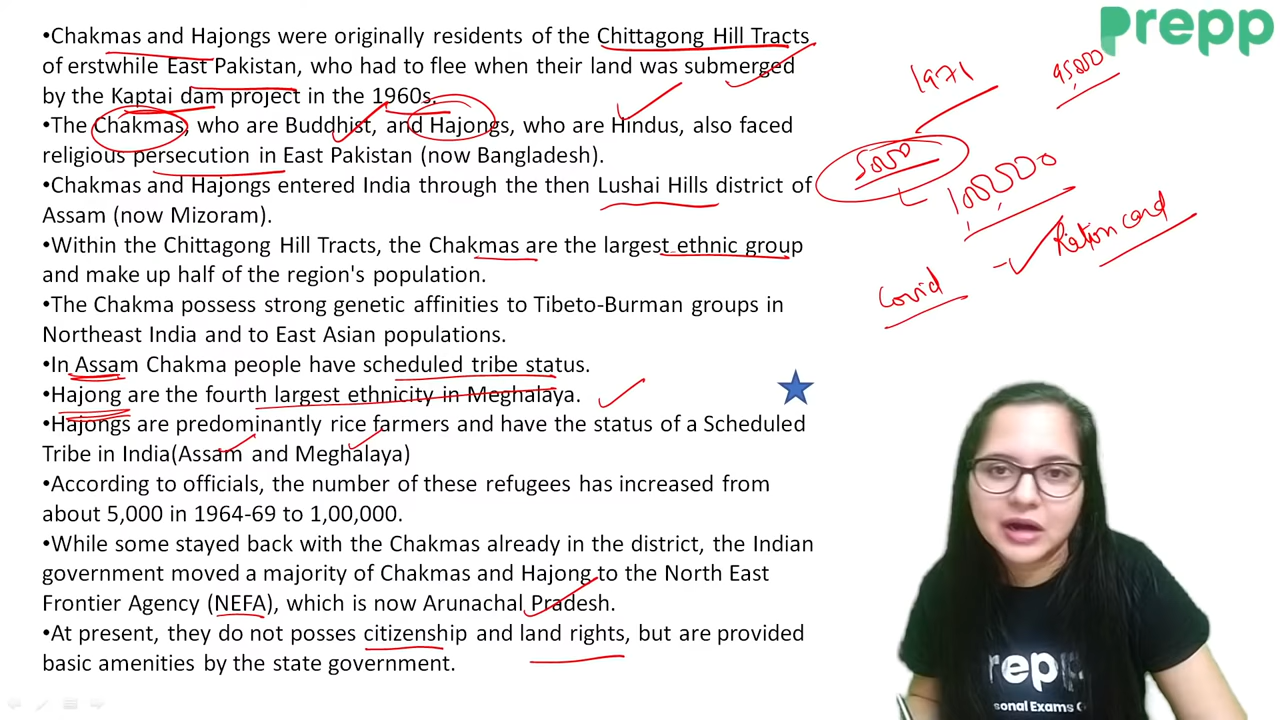 •Chakmas and Hajongs were originally residents of the Chittagong Hill Tracts
of erstwhile East Pakistan, who had to flee when their land was submerged
by the Kaptai dam project in the 1960s.
•The Chakmas, who are Buddhist, and Hajongs, who are Hindus, also faced
religious persecution in East Pakistan (now Bangladesh).
•Chakmas and Hajongs entered India through the then Lushai Hills district of
Assam (now Mizoram).
•Within the Chittagong Hill Tracts, the Chakmas are the largest ethnic group
and make up half of the region's population.
•The Chakma possess strong genetic affinities to Tibeto-Burman groups in
Northeast India and to East Asian populations.
•In Assam Chakma people have scheduled tribe status.
•Hajong are the fourth largest ethnicity in Meghalaya.
•Hajongs are predominantly rice farmers and have the status of a Scheduled
Tribe in India(Assam and Meghalaya)
•According to officials, the number of these refugees has increased from
about 5,000 in 1964-69 to 1,00,000.
•While some stayed back with the Chakmas already in the district, the Indian
government moved a majority of Chakmas and Hajong to the North East
Frontier Agency (NEFA), which is now Arunachal Pradesh.
•At present, they do not posses citizenship and land rights, but are provided
basic amenities by the state government.
prepp
1971
95000
5000
1,00,000
Ration card
Covid
prepp